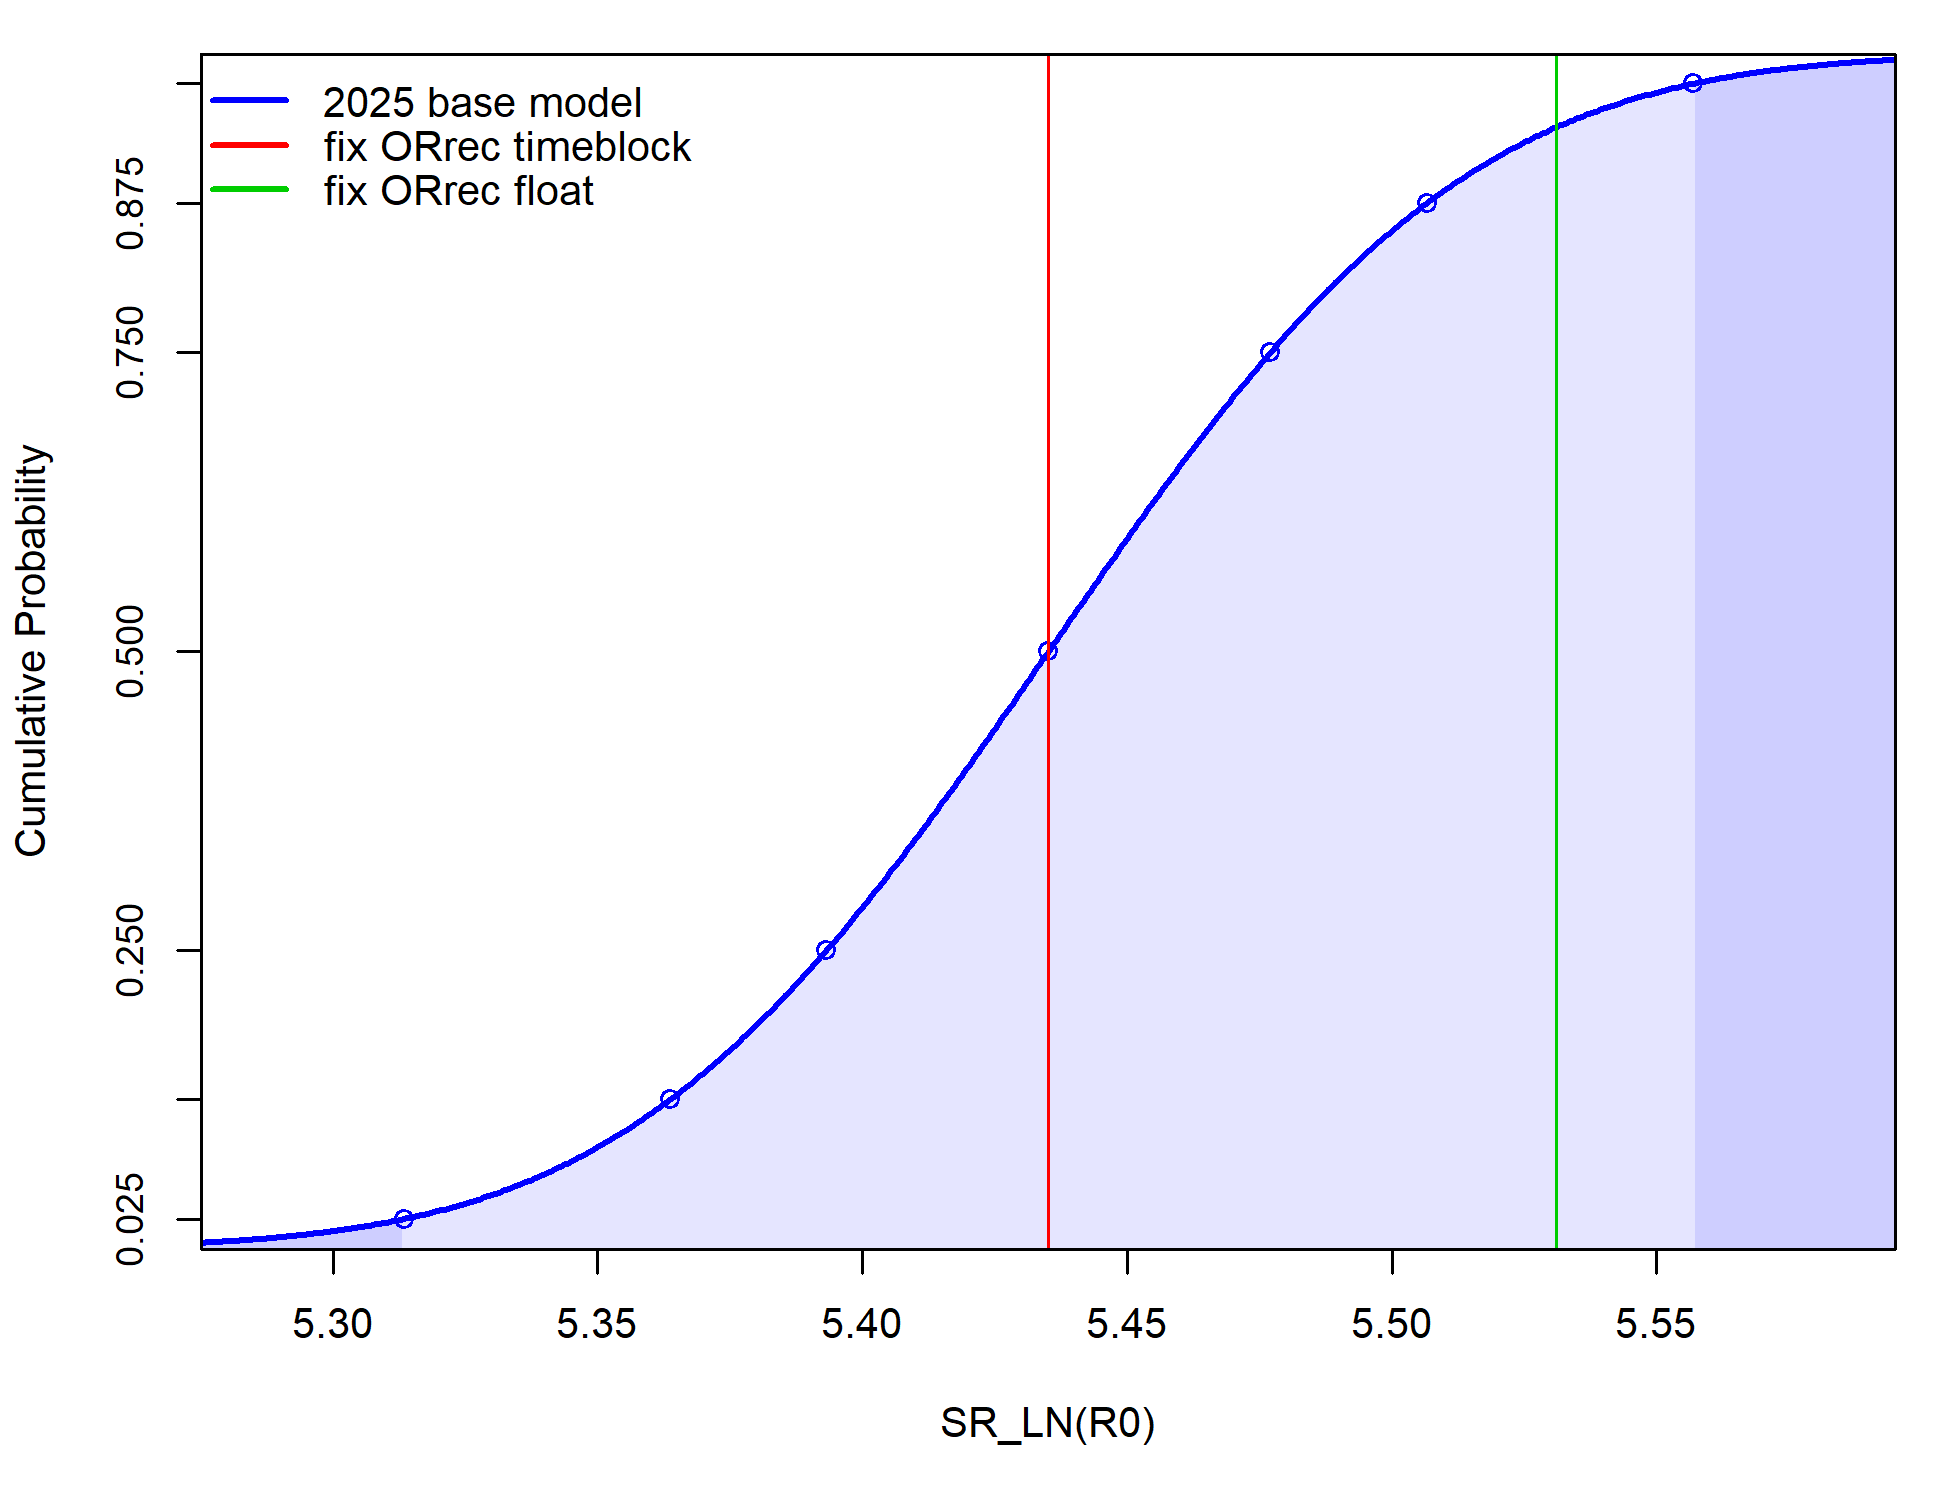 2025 base model
fix ORrec timeblock
fix ORrec float
Cumulative Probability
0.875
0.750
0.500
0.250
0.025
5.30 5.35 5.40 5.45 5.50 5.55
SR_LN(R0)